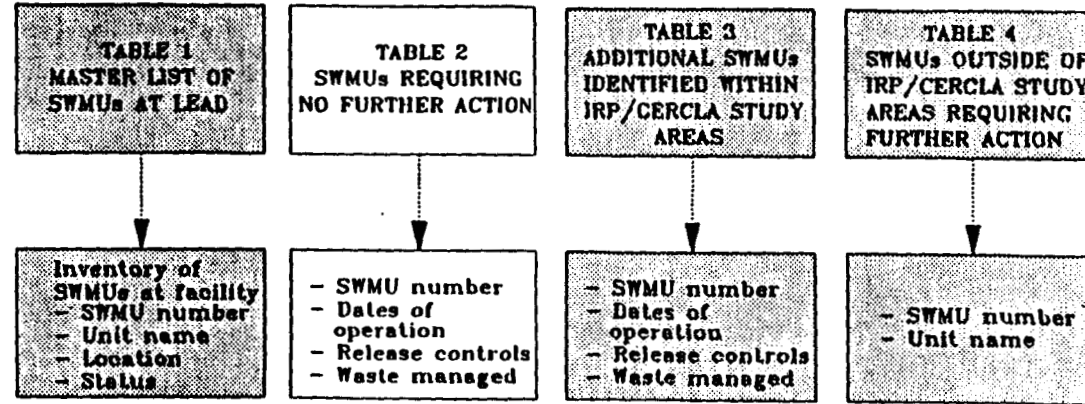 TABLE 1
MASTER LIST OF
SWMUs AT LEAD
TABLE 2
SWMUs REQUIRING
NO FURTHER ACTION
TABLE 3
ADDITIONAL SWMUs
IDENTIFIED WITHIN
IRP/CERCLA STUDY
AREAS
TABLE 4
SWMUs OUTSIDE OF
IRP/CERCLA STUDY
AREAS REQUIRING
FURTHER ACTION
Inventory of
SWMUs at facility
- SWMU number
- Unit name
- Location
- Status
- SWMU number
- Dates of
operation
- Release controls
- Waste managed
- SWMU number
- Dates of
operation
- Release controls
- Waste managed
- SWMU number
- Unit name